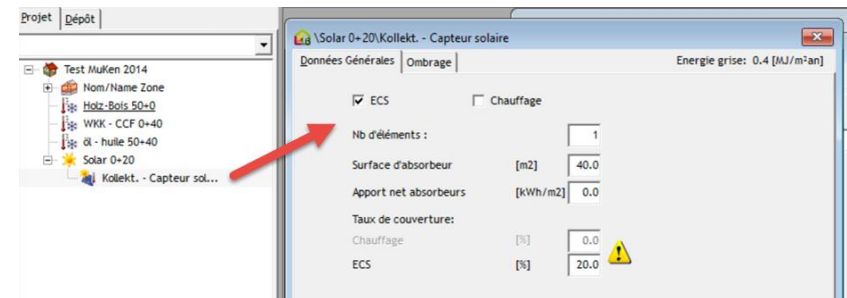 Projet
Dépôt
Test MuKen 2014
Nom/Name Zone
Holz-Bois 50+0
WKK - CCF 0+40
öl - huile 50+40
Solar 0+20
Kollekt. - Capteur sol...
\Solar 0+20\Kollekt. - Capteur solaire
Données Générales
Ombrage
Energie grise: 0.4 [MJ/m²an]
ECS
Chauffage
Nb d'éléments : 1
Surface d'absorbeur [m2] 40.0
Apport net absorbeurs [kWh/m2] 0.0
Taux de couverture:
Chauffage [%] 0.0
ECS [%] 20.0